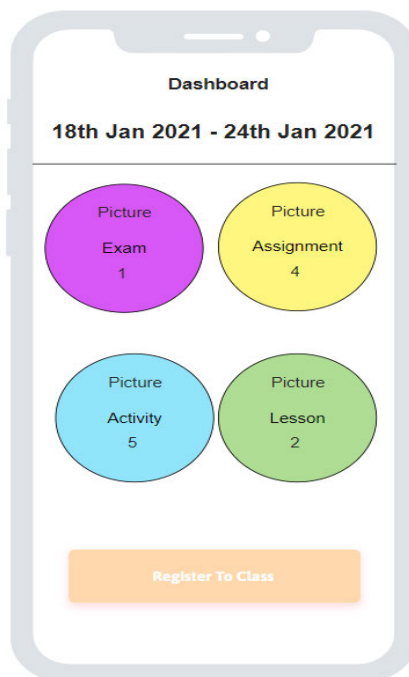 Dashboard
18th Jan 2021 - 24th Jan 2021
Picture
Exam
1
Picture
Assignment
4
Picture
Activity
5
Picture
Lesson
2
Register To Class